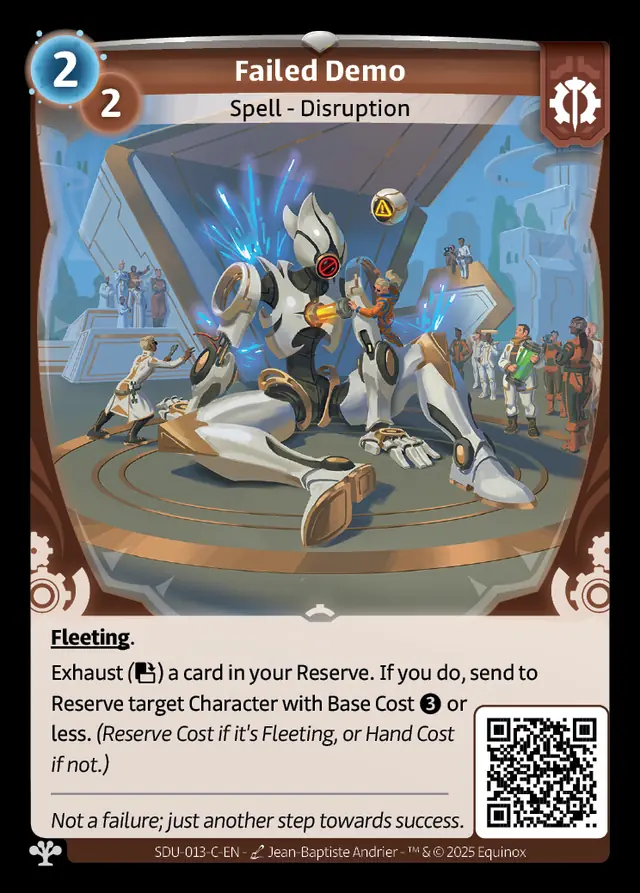 2
2
Failed Demo
Spell - Disruption
Fleeting.
Exhaust () a card in your Reserve. If you do, send to
Reserve target Character with Base Cost 3 or
less. (Reserve Cost if it's Fleeting, or Hand Cost
if not.)
Not a failure; just another step towards success.
SDU-013-C-EN - Jean-Baptiste Andrier - ™ & © 2025 Equinox